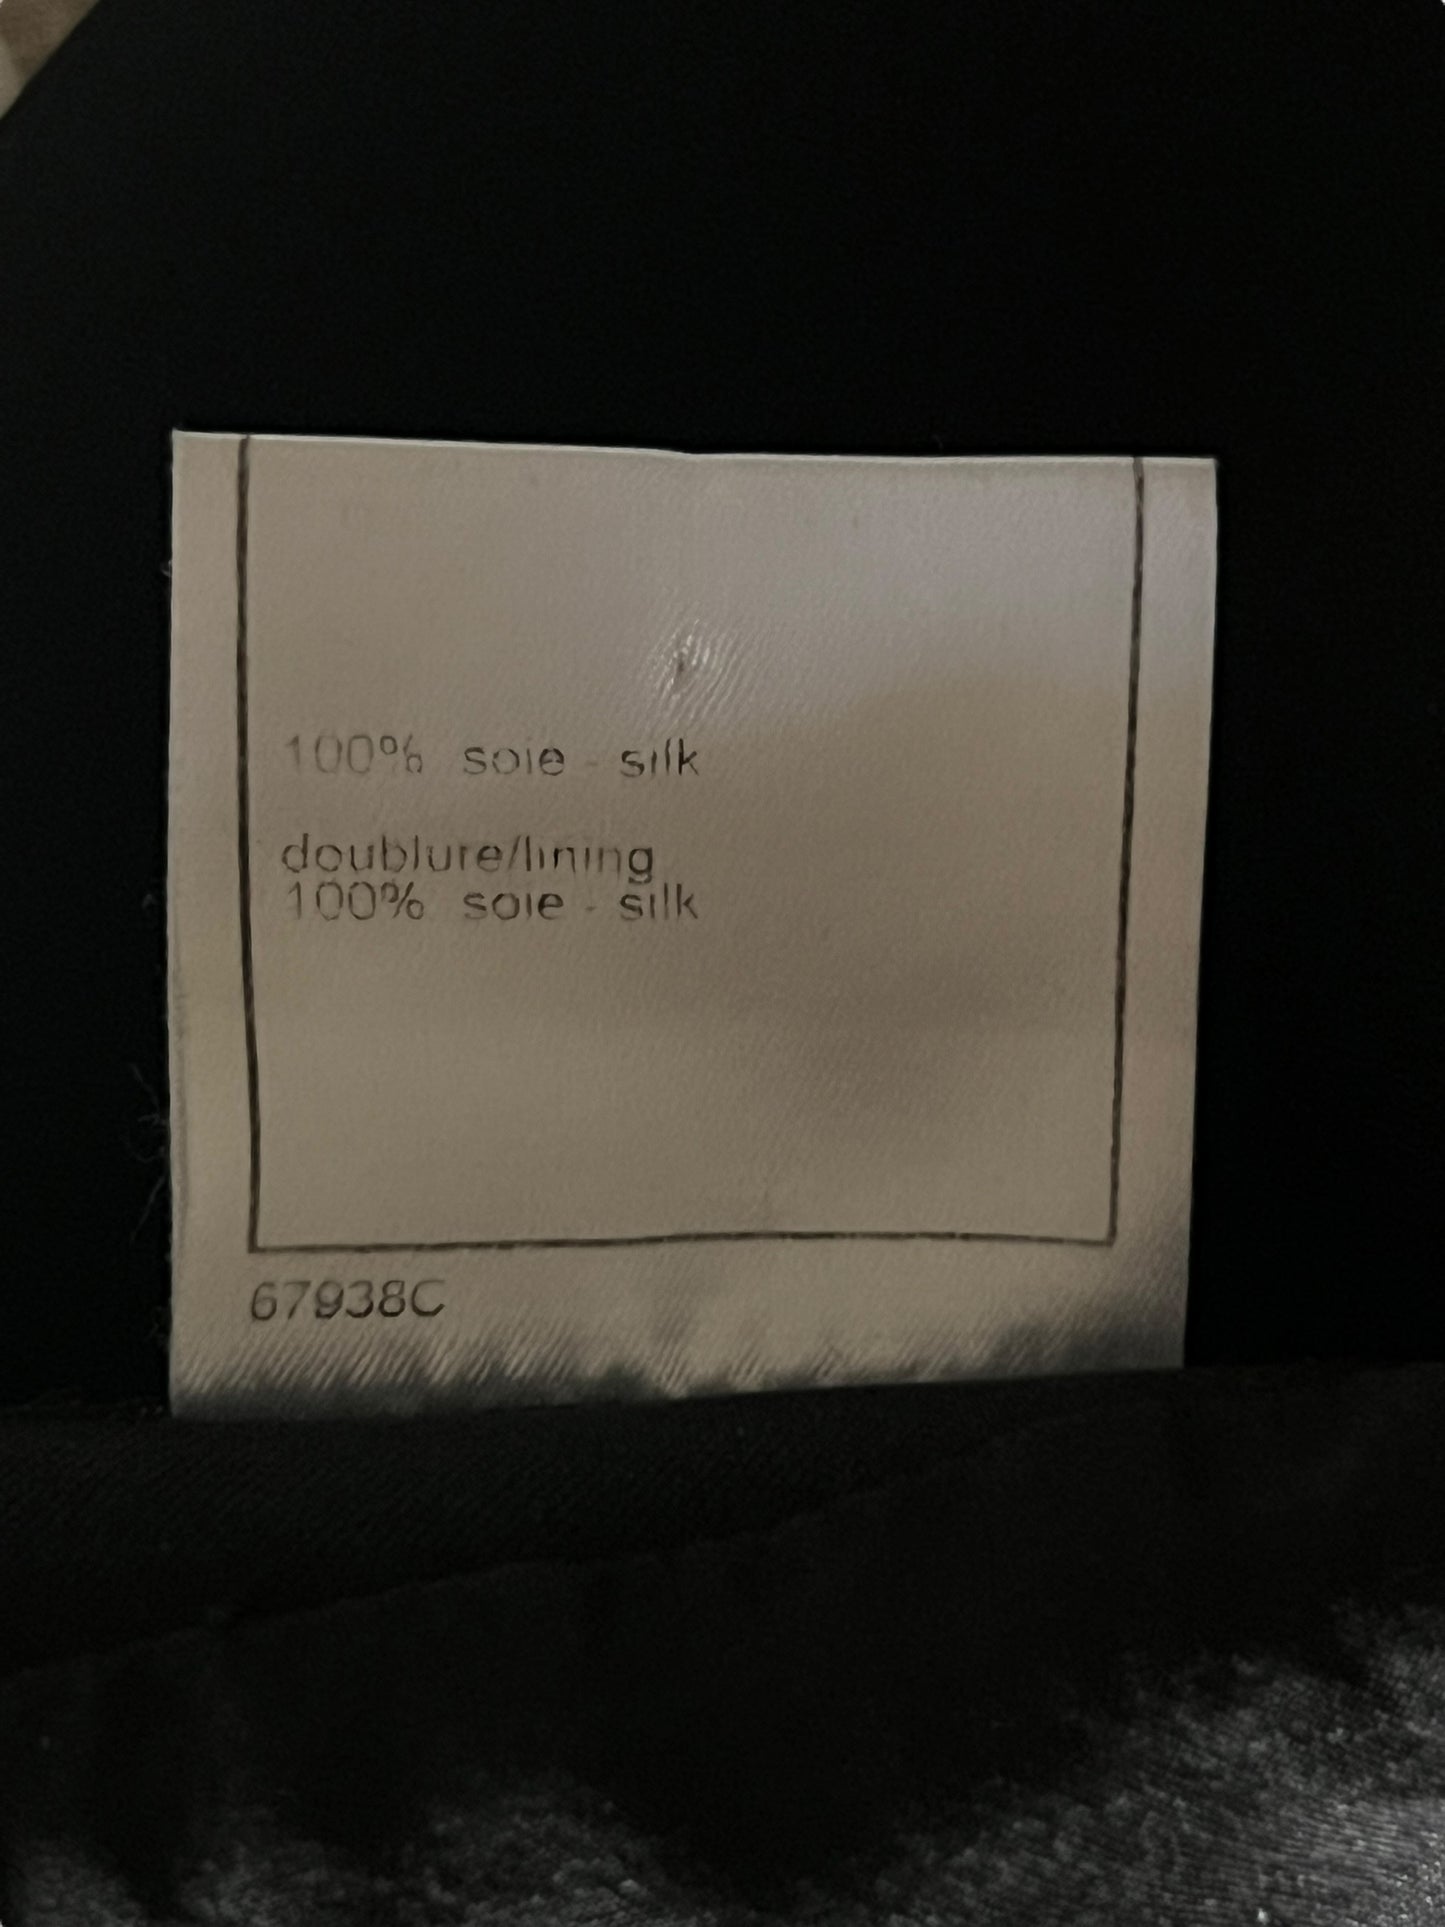 100% soie - silk
doublure/lining
100% soie - silk
67938C